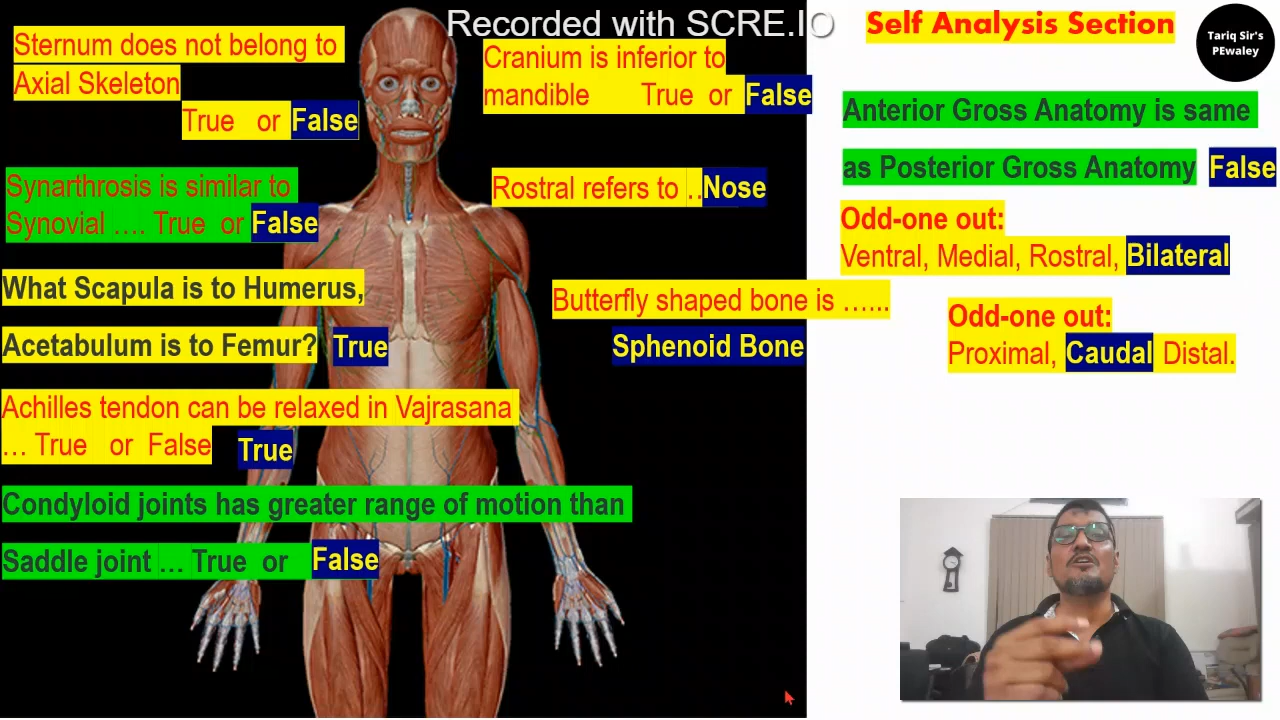 Recorded with SCRE.IO
Self Analysis Section
Tariq Sir's
PEwaley
Sternum does not belong to
Axial Skeleton
True or False
Cranium is inferior to
mandible True or False
Anterior Gross Anatomy is same
as Posterior Gross Anatomy False
Synarthrosis is similar to
Synovial .... True or False
Rostral refers to ..Nose
Odd-one out:
Ventral, Medial, Rostral, Bilateral
What Scapula is to Humerus,
Acetabulum is to Femur? True
Butterfly shaped bone is ......
Sphenoid Bone
Odd-one out:
Proximal, Caudal Distal.
Achilles tendon can be relaxed in Vajrasana
... True or False True
Condyloid joints has greater range of motion than
Saddle joint ... True or False